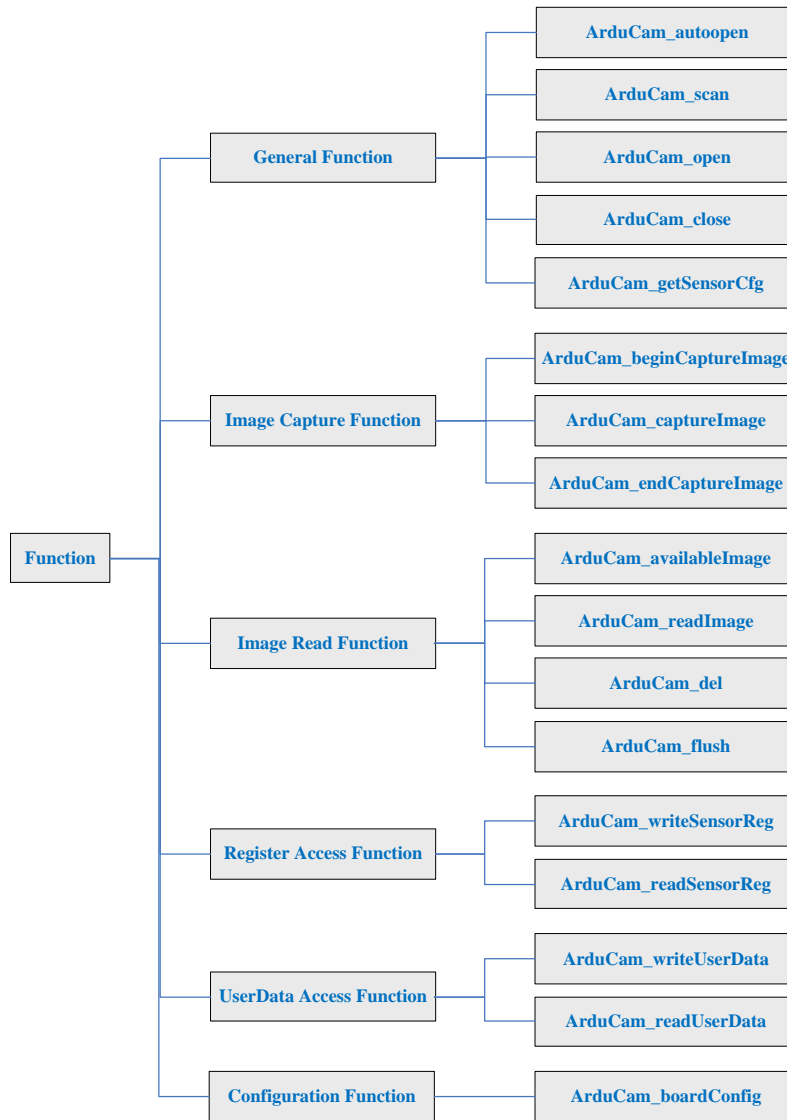 Function
General Function
ArduCam_autoopen
ArduCam_scan
ArduCam_open
ArduCam_close
ArduCam_getSensorCfg
Image Capture Function
ArduCam_beginCaptureImage
ArduCam_captureImage
ArduCam_endCaptureImage
Image Read Function
ArduCam_availableImage
ArduCam_readImage
ArduCam_del
ArduCam_flush
Register Access Function
ArduCam_writeSensorReg
ArduCam_readSensorReg
UserData Access Function
ArduCam_writeUserData
ArduCam_readUserData
Configuration Function
ArduCam_boardConfig